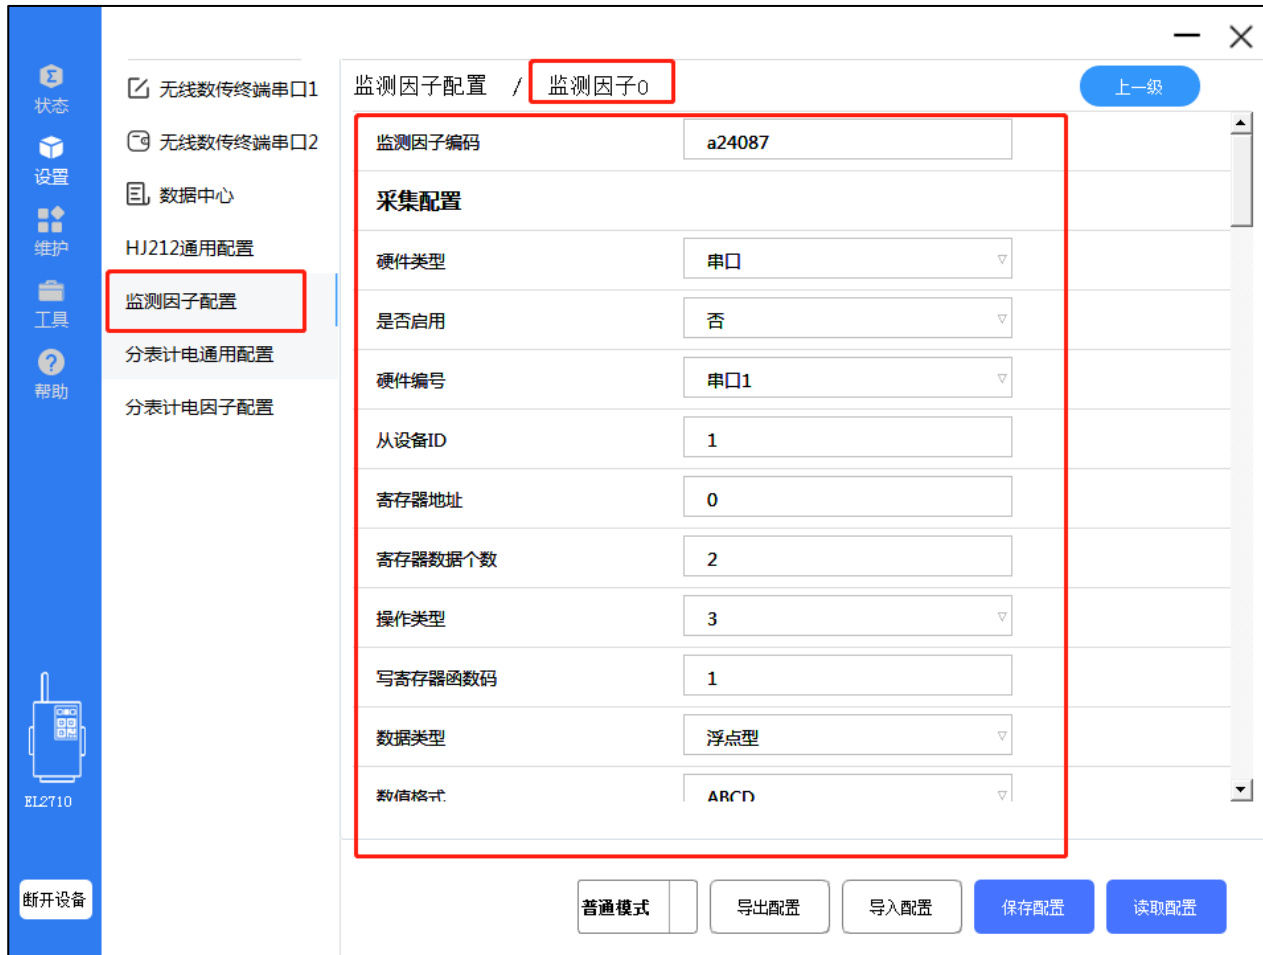 状态
设置
维护
工具
帮助
EL2710
断开设备
无线数传终端串口1
无线数传终端串口2
数据中心
HJ212通用配置
监测因子配置
分表计电通用配置
分表计电因子配置
监测因子配置 / 监测因子0
上一级
监测因子编码 a24087
采集配置
硬件类型 串口
是否启用 否
硬件编号 串口1
从设备ID 1
寄存器地址 0
寄存器数据个数 2
操作类型 3
写寄存器函数码 1
数据类型 浮点型
数值格式 ABCD
普通模式 导出配置 导入配置 保存配置 读取配置